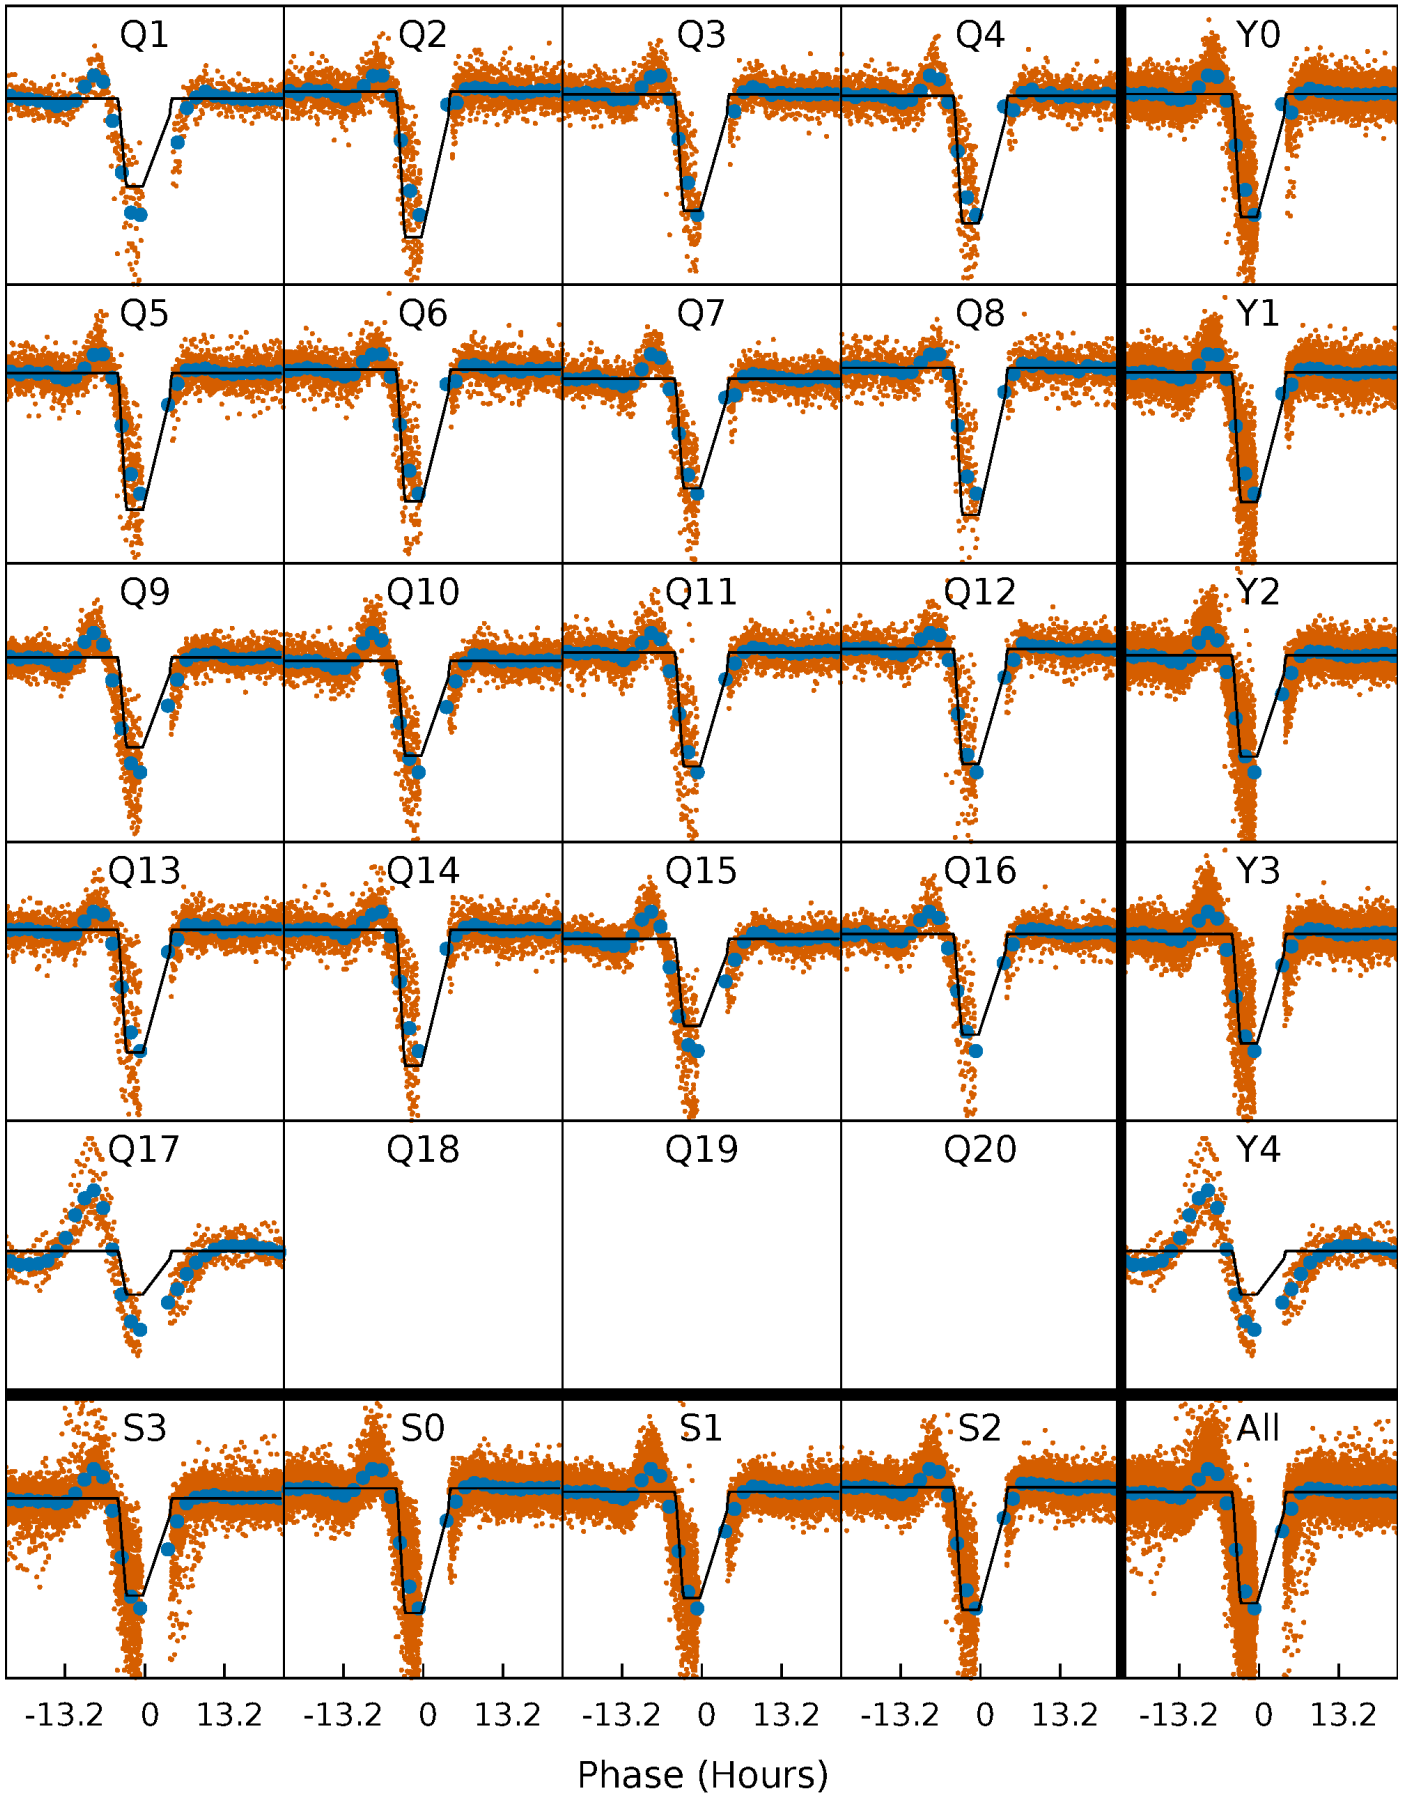 Q1 Q2 Q3 Q4 Y0
Q5 Q6 Q7 Q8 Y1
Q9 Q10 Q11 Q12 Y2
Q13 Q14 Q15 Q16 Y3
Q17 Q18 Q19 Q20 Y4
S3 S0 S1 S2 All
-13.2 0 13.2 -13.2 0 13.2 -13.2 0 13.2 -13.2 0 13.2 -13.2 0 13.2
Phase (Hours)